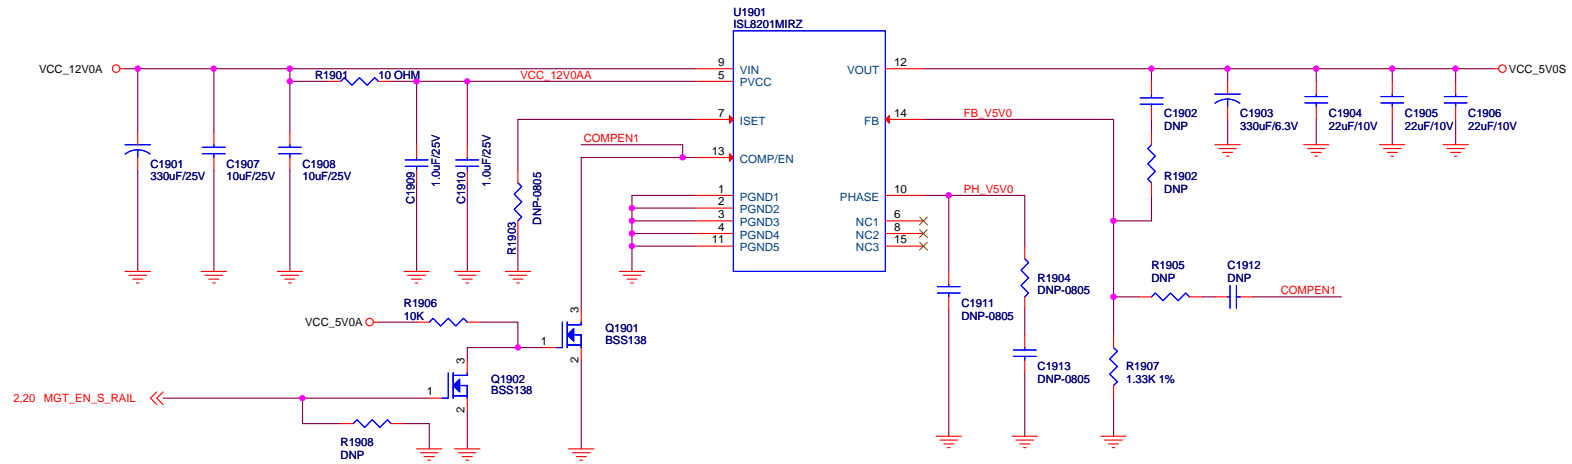 U1901
ISL8201MIRZ
VCC_12V0A
R1901 10 OHM
VCC_12V0AA
9 VIN
5 PVCC
7 ISET
13 COMP/EN
1 PGND1
2 PGND2
3 PGND3
4 PGND4
11 PGND5
VOUT 12
FB 14
PHASE 10
NC1 6
NC2 8
NC3 15
VCC_5V0S
FB_V5V0
PH_V5V0
COMPEN1
C1901
330uF/25V
C1907
10uF/25V
C1908
10uF/25V
C1909
1.0uF/25V
C1910
1.0uF/25V
R1903
DNP-0805
C1902
DNP
C1903
330uF/6.3V
C1904
22uF/10V
C1905
22uF/10V
C1906
22uF/10V
R1902
DNP
R1905
DNP
C1912
DNP
COMPEN1
C1911
DNP-0805
R1904
DNP-0805
C1913
DNP-0805
R1907
1.33K 1%
R1906
10K
VCC_5V0A
3
1
2
Q1901
BSS138
3
1
2
Q1902
BSS138
2,20 MGT_EN_S_RAIL
R1908
DNP